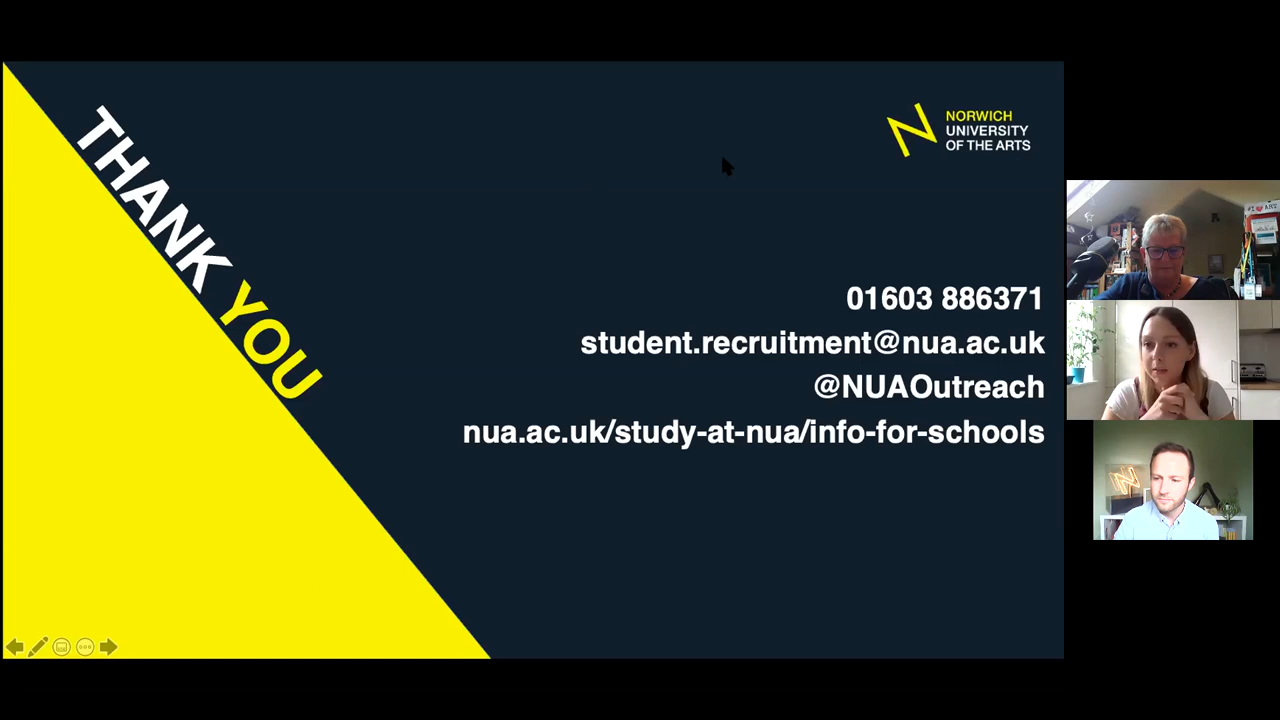 THANK YOU
NORWICH
UNIVERSITY
OF THE ARTS
01603 886371
student.recruitment@nua.ac.uk
@NUAOutreach
nua.ac.uk/study-at-nua/info-for-schools
#I ❤ ART